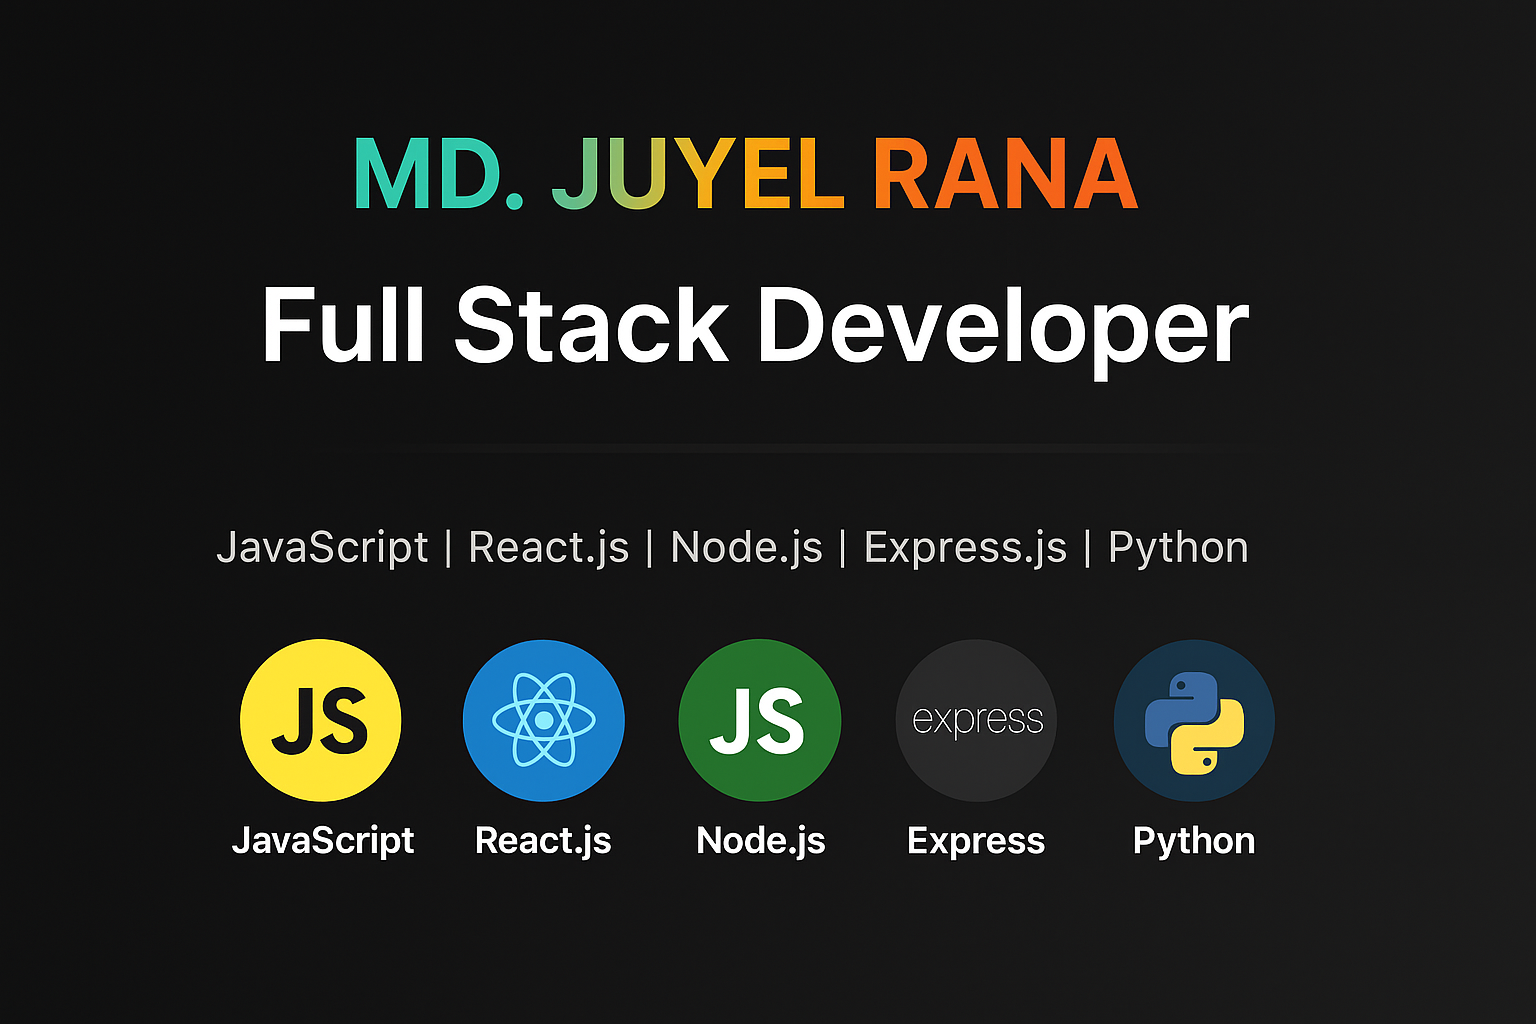 MD. JUYEL RANA
Full Stack Developer
JavaScript | React.js | Node.js | Express.js | Python
JS JS express
JavaScript React.js Node.js Express Python